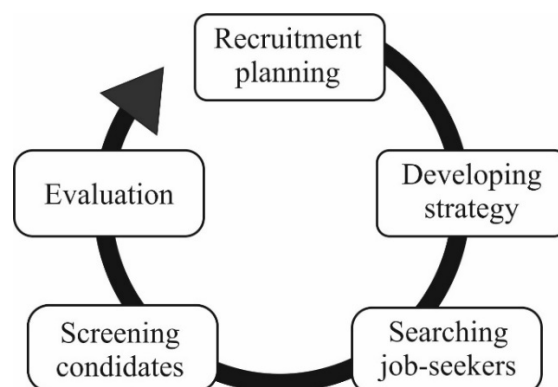 Recruitment
planning
Developing
strategy
Searching
job-seekers
Screening
condidates
Evaluation